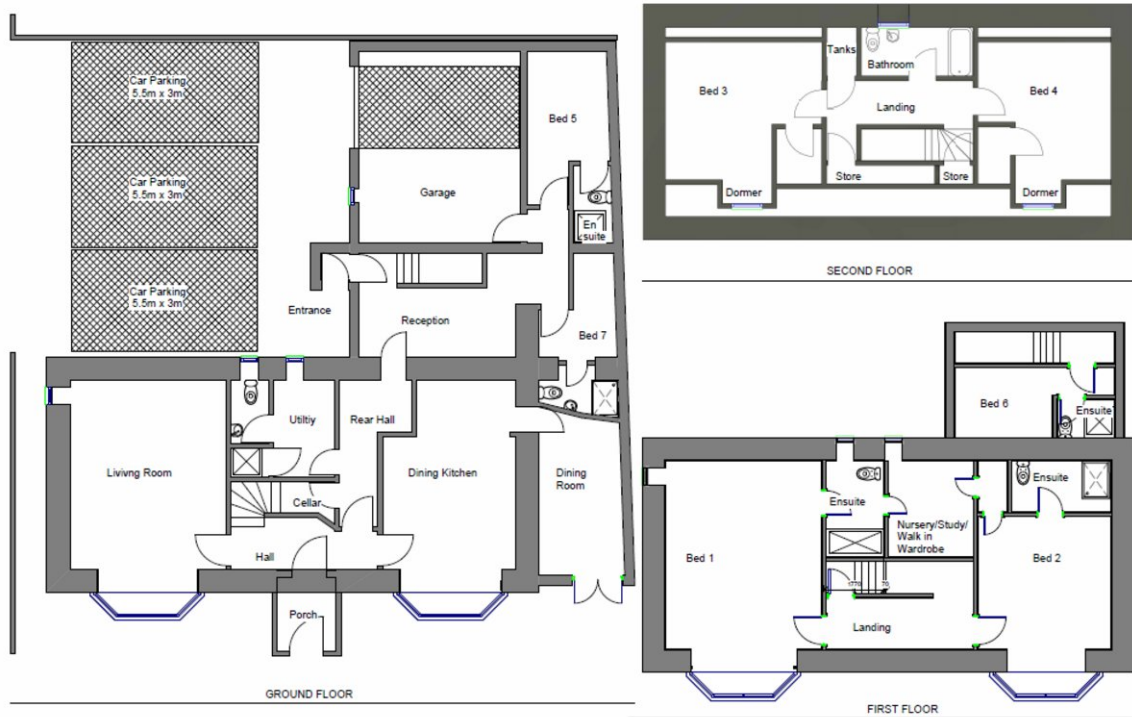 Car Parking
5.5m x 3m
Car Parking
5.5m x 3m
Car Parking
5.5m x 3m
Bed 5
Garage
En
suite
Entrance
Reception
Bed 7
Utiltiy
Rear Hall
Livivng Room
Dining Kitchen
Dining
Room
Cellar
Hall
Porch
GROUND FLOOR
Tanks
Bathroom
Bed 3
Bed 4
Landing
Store
Store
Dormer
Dormer
SECOND FLOOR
Bed 6
Ensuite
Ensuite
Ensuite
Nursery/Study/
Walk in
Wardrobe
Bed 1
Bed 2
1770
70
Landing
FIRST FLOOR